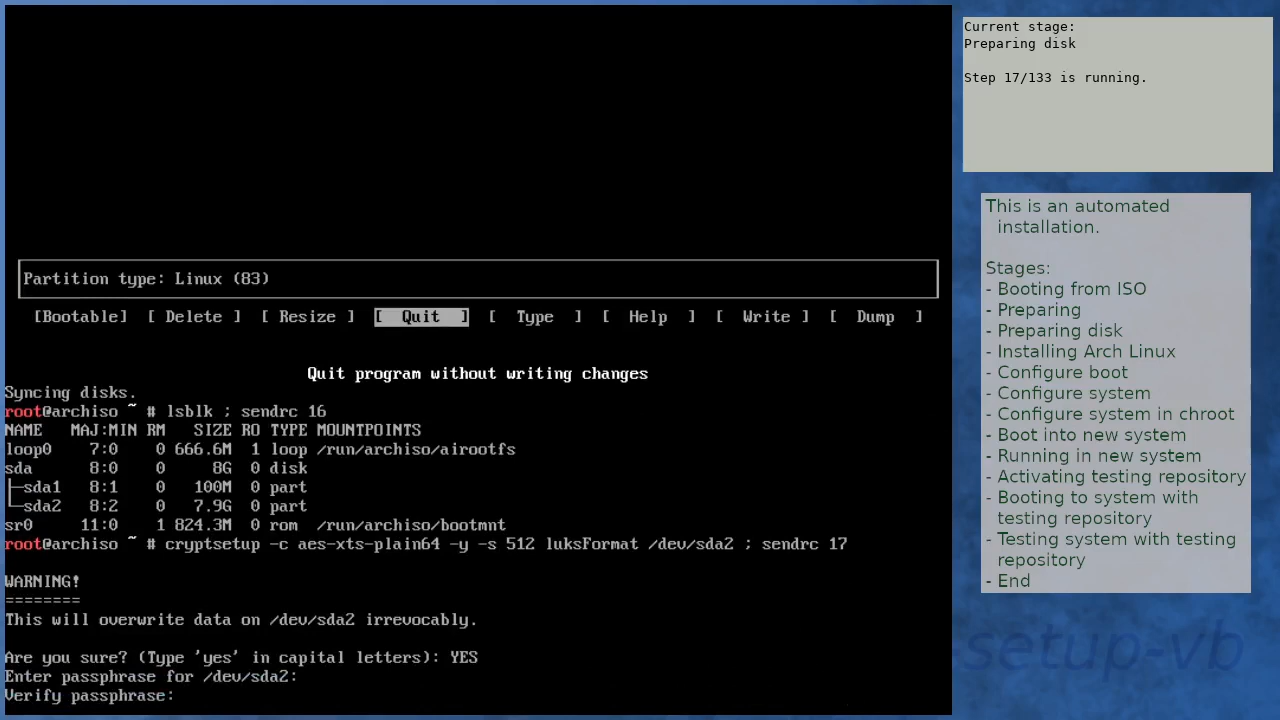 Partition type: Linux (83)
[Bootable] [ Delete ] [ Resize ] [ Quit ] [ Type ] [ Help ] [ Write ] [ Dump ]
Quit program without writing changes
Syncing disks.
root@archiso ~ # lsblk ; sendrc 16
NAME   MAJ:MIN RM   SIZE RO TYPE MOUNTPOINTS
loop0    7:0    0 666.6M  1 loop /run/archiso/airootfs
sda      8:0    0     8G  0 disk
├─sda1   8:1    0   100M  0 part
└─sda2   8:2    0   7.9G  0 part
sr0     11:0    1 824.3M  0 rom  /run/archiso/bootmnt
root@archiso ~ # cryptsetup -c aes-xts-plain64 -y -s 512 luksFormat /dev/sda2 ; sendrc 17
WARNING!
========
This will overwrite data on /dev/sda2 irrevocably.
Are you sure? (Type 'yes' in capital letters): YES
Enter passphrase for /dev/sda2:
Verify passphrase:
Current stage:
Preparing disk
Step 17/133 is running.
This is an automated
installation.
Stages:
- Booting from ISO
- Preparing
- Preparing disk
- Installing Arch Linux
- Configure boot
- Configure system
- Configure system in chroot
- Boot into new system
- Running in new system
- Activating testing repository
- Booting to system with
testing repository
- Testing system with testing
repository
- End
-setup-vb